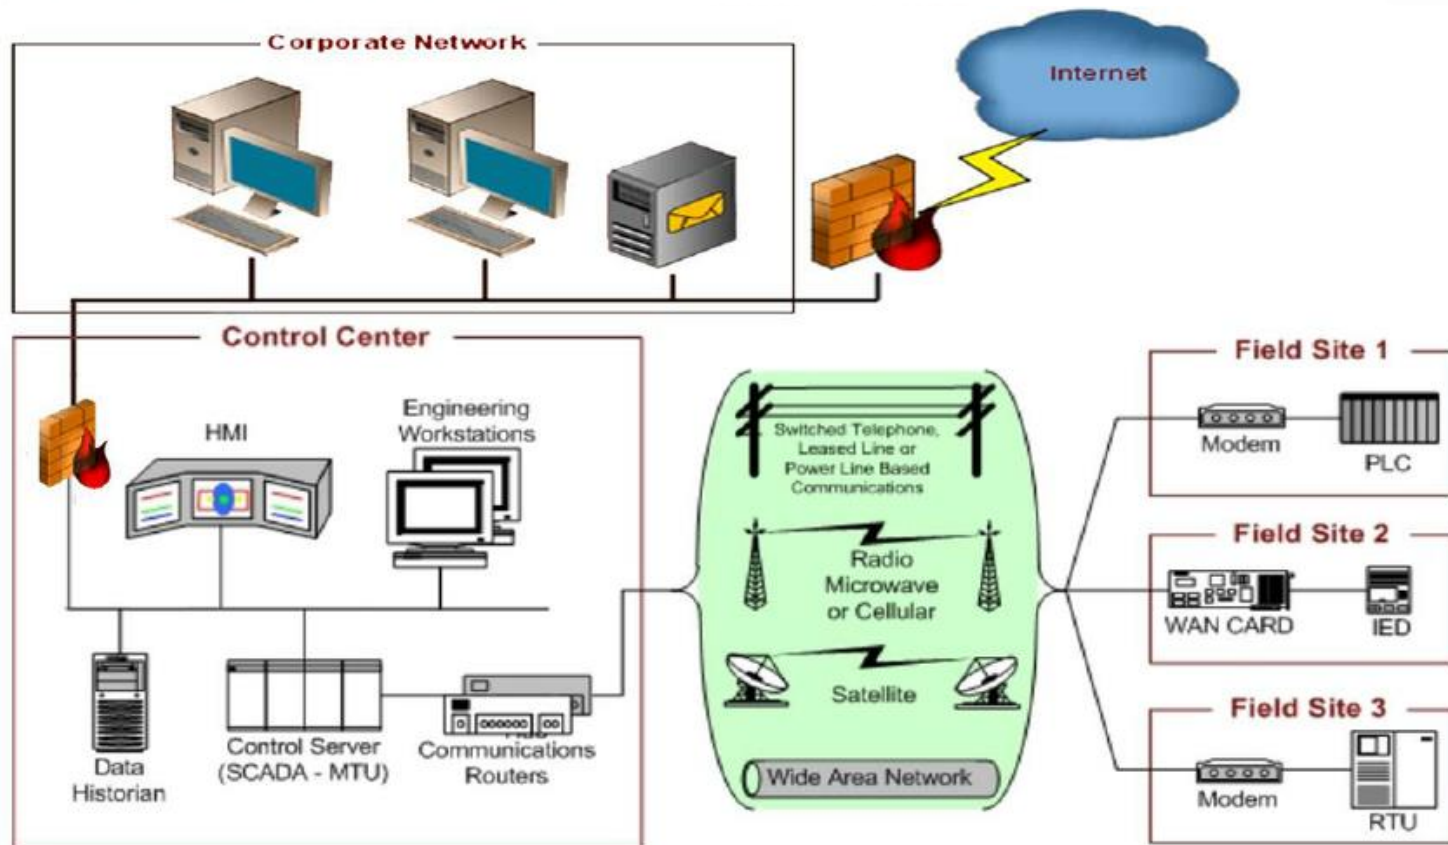 Corporate Network
Internet
Control Center
HMI
Engineering
Workstations
Data
Historian
Control Server
(SCADA - MTU)
Communications
Routers
Switched Telephone,
Leased Line or
Power Line Based
Communications
Radio
Microwave
or Cellular
Satellite
Wide Area Network
Field Site 1
Modem
PLC
Field Site 2
WAN CARD
IED
Field Site 3
Modem
RTU